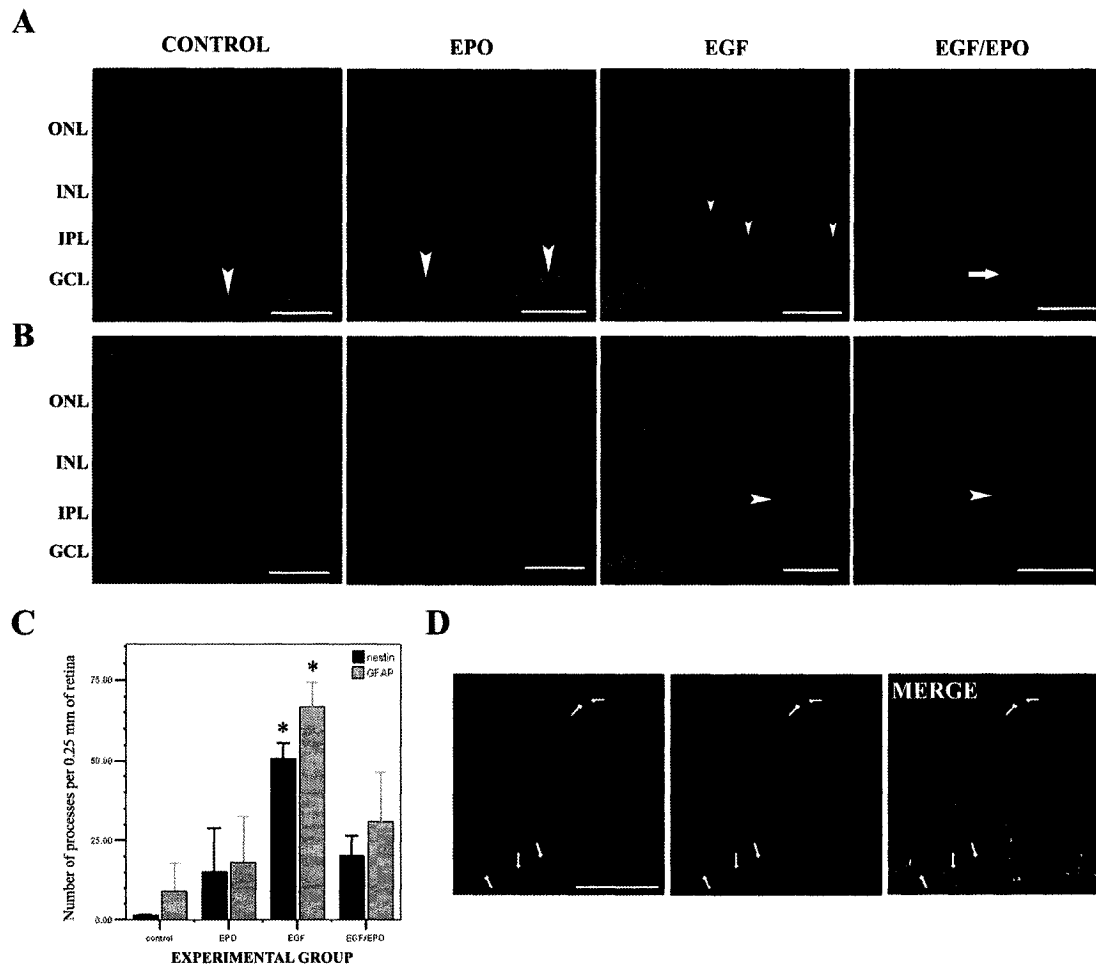 A
CONTROL EPO EGF EGF/EPO
ONL
INL
IPL
GCL
B
ONL
INL
IPL
GCL
C
Number of processes per 0.25 mm of retina
75.00
50.00
25.00
0.00
nestin
GFAP
*
*
control EPO EGF EGF/EPO
EXPERIMENTAL GROUP
D
MERGE